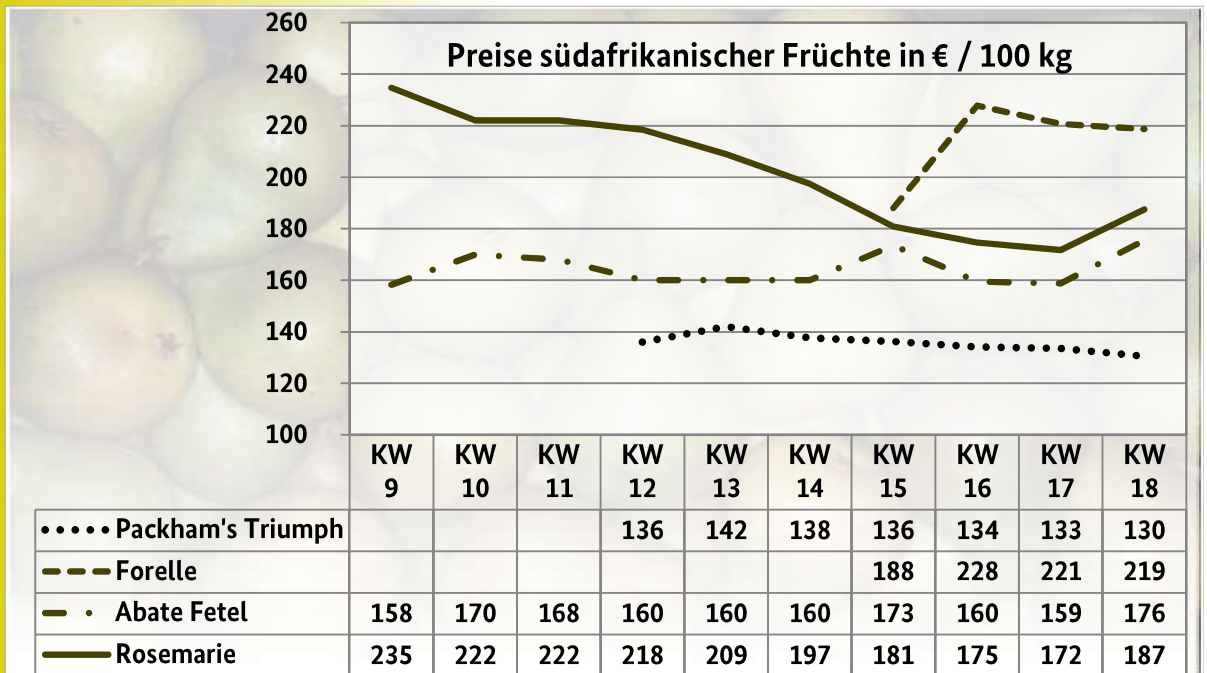 Preise südafrikanischer Früchte in € / 100 kg
260
240
220
200
180
160
140
120
100
KW KW KW KW KW KW KW KW KW KW
9 10 11 12 13 14 15 16 17 18
Packham's Triumph 136 142 138 136 134 133 130
Forelle 188 228 221 219
Abate Fetel 158 170 168 160 160 160 173 160 159 176
Rosemarie 235 222 222 218 209 197 181 175 172 187